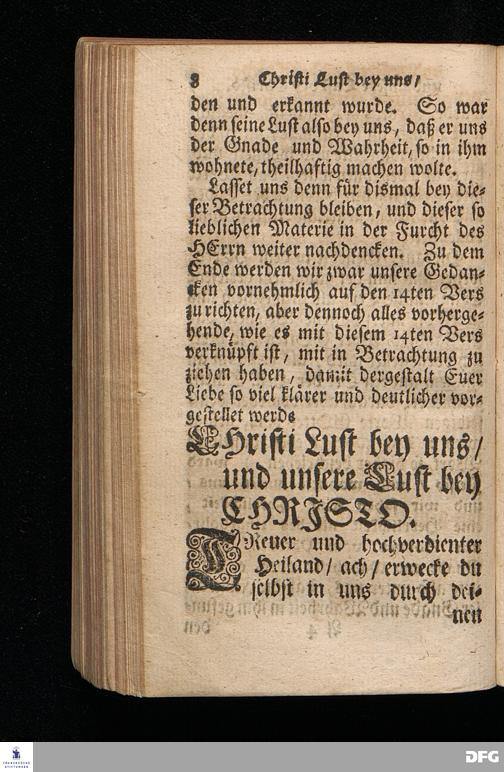 8 Christi Lust bey uns/
den und erkannt wurde. So war
denn seine Lust also bey uns, daß er uns
der Gnade und Wahrheit, so in ihm
wohnete, theilhaftig machen wolte.
Lasset uns denn für dismal bey die-
ser Betrachtung bleiben, und dieser so
lieblichen Materie in der Furcht des
HErrn weiter nachdencken. Zu dem
Ende werden wir zwar unsere Gedan-
cken vornehmlich auf den 14ten Vers
zu richten, aber dennoch alles vorherge-
hende, wie es mit diesem 14ten Vers
verknüpft ist, mit in Betrachtung zu
ziehen haben, damit dergestalt Euer
Liebe so viel klärer und deutlicher vor-
gestellet werde
CHristi Lust bey uns/
und unsere Lust bey
CHRISTO.
TReuer und hochverdienter
Heiland/ ach/ erwecke du
selbst in uns durch dei-
nen
FRANCKESCHE
STIFTUNGEN
DFG